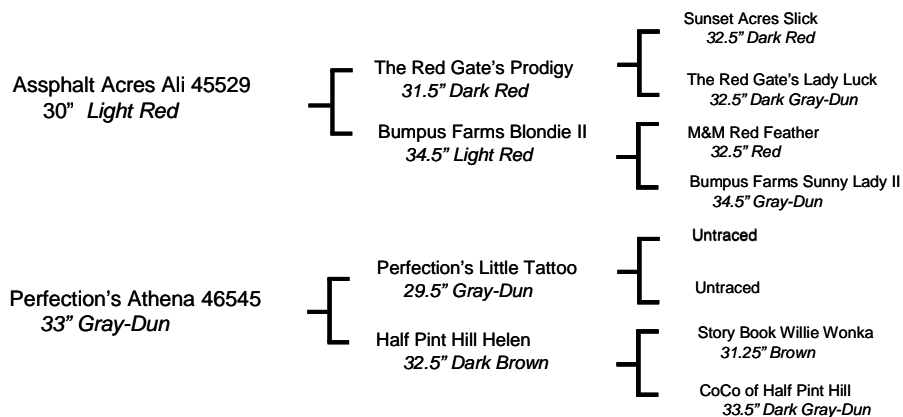 Assphalt Acres Ali 45529
30” Light Red
The Red Gate’s Prodigy
31.5” Dark Red
Bumpus Farms Blondie II
34.5” Light Red
Sunset Acres Slick
32.5” Dark Red
The Red Gate’s Lady Luck
32.5” Dark Gray-Dun
M&M Red Feather
32.5” Red
Bumpus Farms Sunny Lady II
34.5” Gray-Dun
Perfection’s Athena 46545
33” Gray-Dun
Perfection’s Little Tattoo
29.5” Gray-Dun
Half Pint Hill Helen
32.5” Dark Brown
Untraced
Untraced
Story Book Willie Wonka
31.25” Brown
CoCo of Half Pint Hill
33.5” Dark Gray-Dun